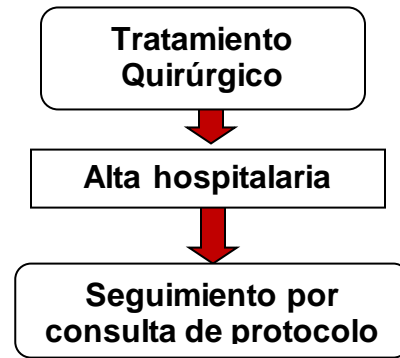 Tratamiento
Quirúrgico
Alta hospitalaria
Seguimiento por
consulta de protocolo